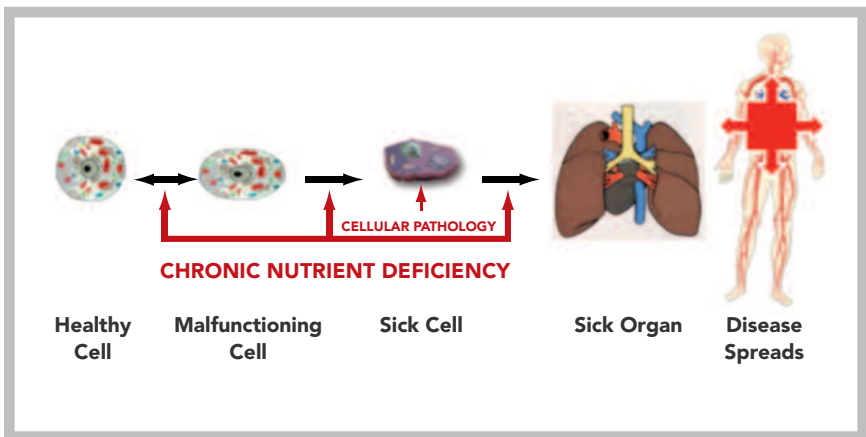 CELLULAR PATHOLOGY
CHRONIC NUTRIENT DEFICIENCY
Healthy
Cell
Malfunctioning
Cell
Sick Cell
Sick Organ
Disease
Spreads